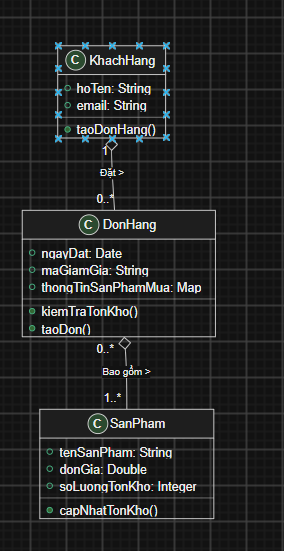 C KhachHang
hoTen: String
email: String
taoDonHang()
1
Đặt >
0..*
C DonHang
ngayDat: Date
maGiamGia: String
thongTinSanPhamMua: Map
kiemTraTonKho()
taoDon()
0..*
Bao gồm >
1..*
C SanPham
tenSanPham: String
donGia: Double
soLuongTonKho: Integer
capNhatTonKho()